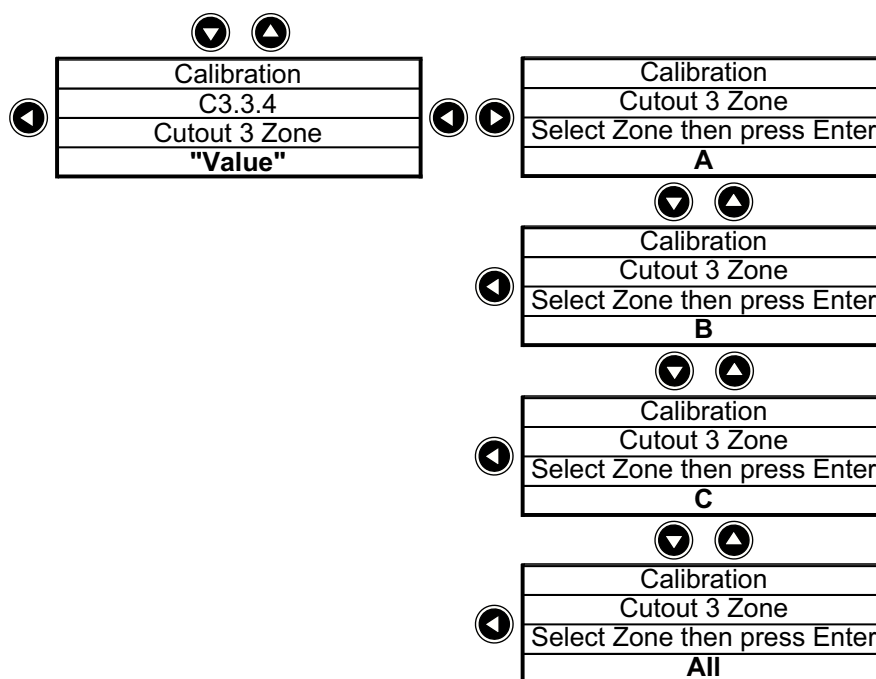 Calibration
C3.3.4
Cutout 3 Zone
"Value"
Calibration
Cutout 3 Zone
Select Zone then press Enter
A
Calibration
Cutout 3 Zone
Select Zone then press Enter
B
Calibration
Cutout 3 Zone
Select Zone then press Enter
C
Calibration
Cutout 3 Zone
Select Zone then press Enter
All